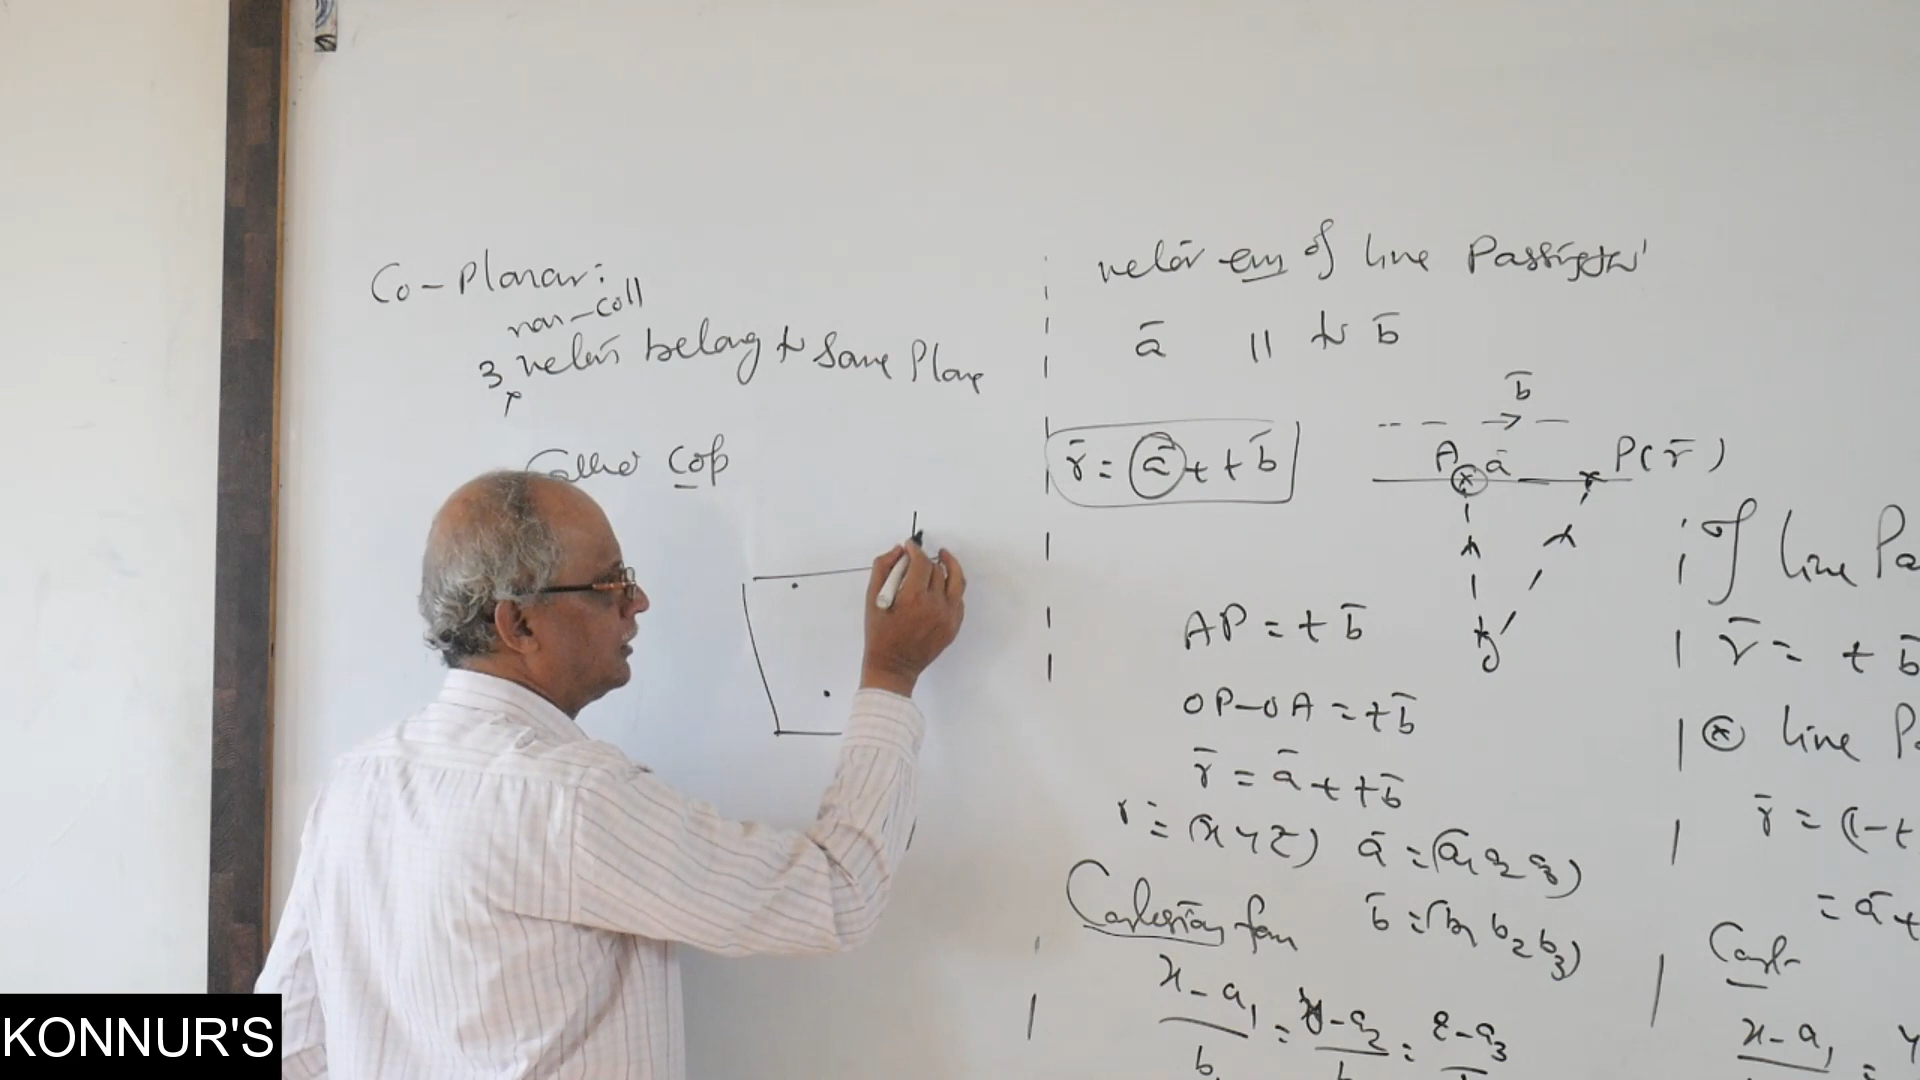 Co-Planar:
non-coll
3 vectors belong to same Plane
Called Cop
vector eqn of line Passing thr'
a̅ || to b̅
r̅ = a̅ + t b̅
b̅
A a̅ P(r̅)
AP = t b̅
OP-OA = t b̅
r̅ = a̅ + t b̅
r = (x y z) a̅ = (a1 a2 a3)
Cartesian form b̅ = (b1 b2 b3)
x-a1 = y-a2 = z-a3
b
of line Pa
r̅ = t b̅
line P
r̅ = (1-t
= a̅ +
Cart-
x-a1 =
KONNUR'S